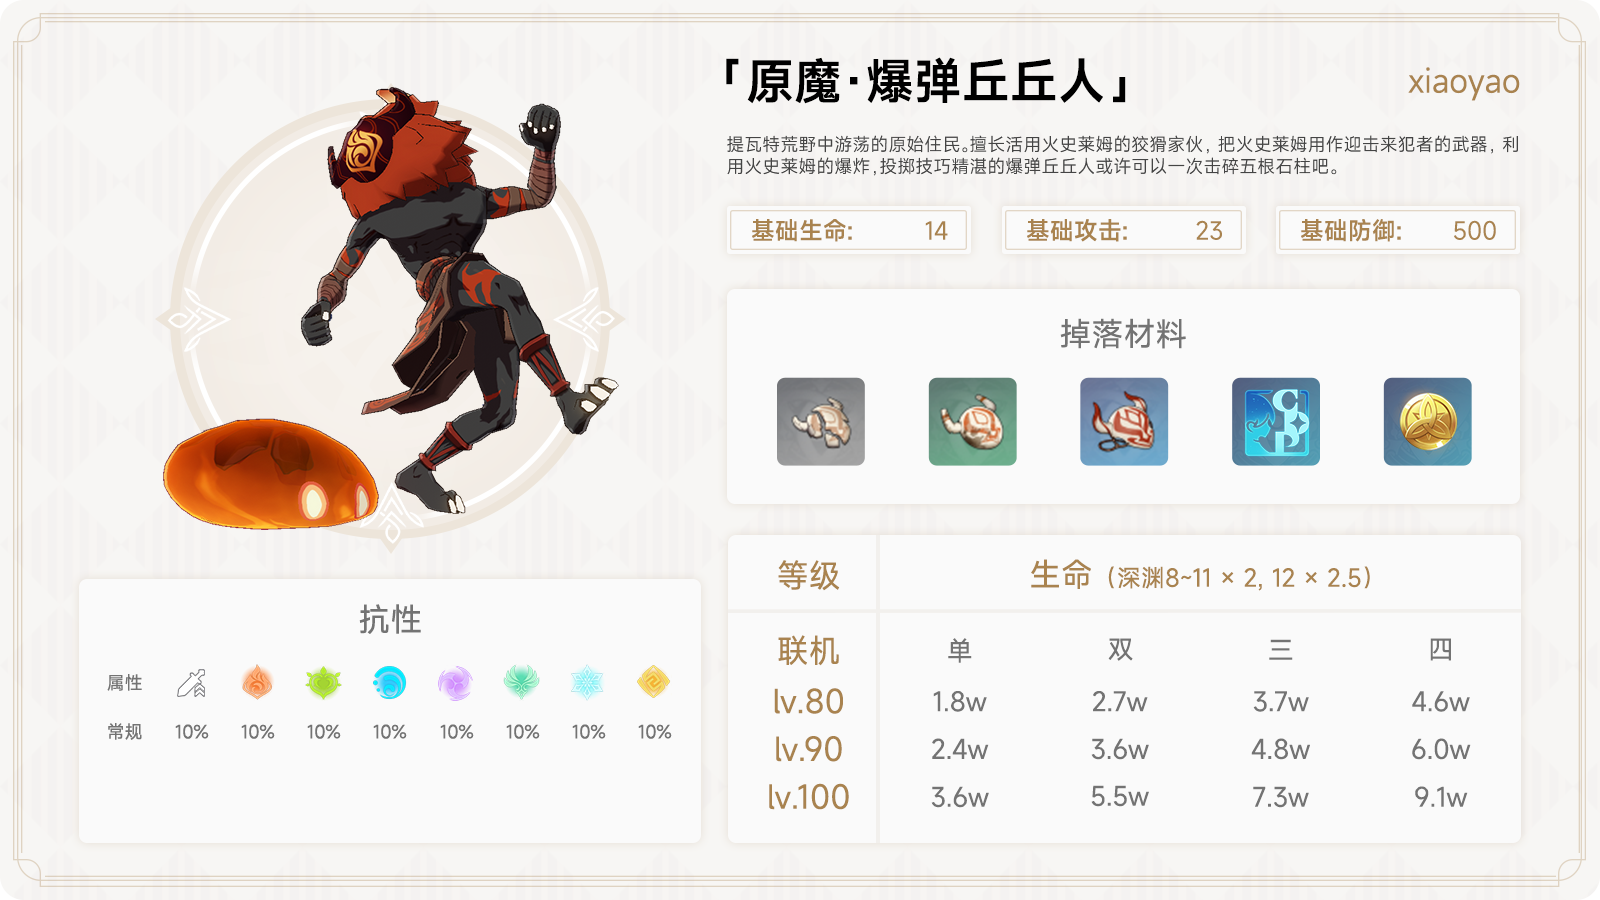 「原魔·爆弹丘丘人」
xiaoyao
提瓦特荒野中游荡的原始住民。擅长活用火史莱姆的狡猾家伙，把火史莱姆用作迎击来犯者的武器，利
用火史莱姆的爆炸,投掷技巧精湛的爆弹丘丘人或许可以一次击碎五根石柱吧。
基础生命: 14
基础攻击: 23
基础防御: 500
掉落材料
抗性
属性
常规 10% 10% 10% 10% 10% 10% 10% 10%
等级 生命（深渊8~11 × 2, 12 × 2.5）
联机 单 双 三 四
lv.80 1.8w 2.7w 3.7w 4.6w
lv.90 2.4w 3.6w 4.8w 6.0w
lv.100 3.6w 5.5w 7.3w 9.1w